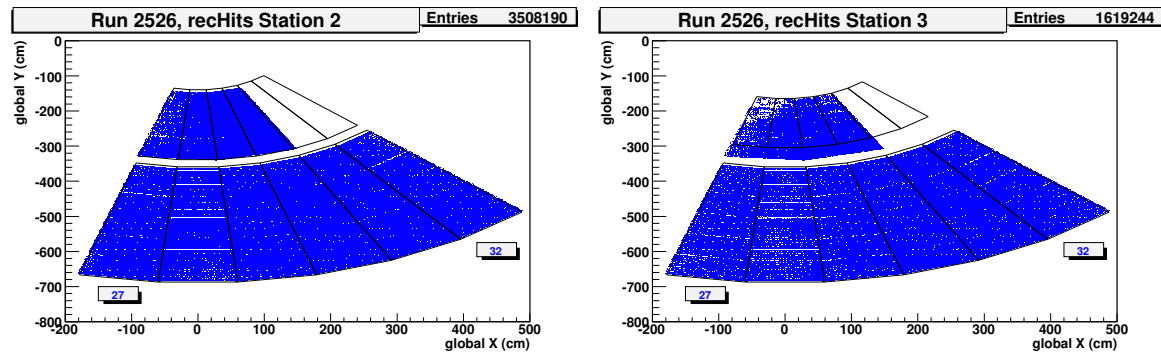 Run 2526, recHits Station 2
Entries 3508190
global Y (cm)
0
-100
-200
-300
-400
-500
-600
-700
-800
27
32
-200 -100 0 100 200 300 400 500
global X (cm)
Run 2526, recHits Station 3
Entries 1619244
global Y (cm)
0
-100
-200
-300
-400
-500
-600
-700
-800
27
32
-200 -100 0 100 200 300 400 500
global X (cm)